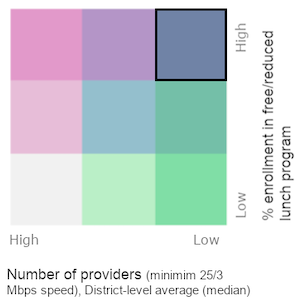 High
% enrollment in free/reduced
lunch program
Low
High
Low
Number of providers (minimim 25/3
Mbps speed), District-level average (median)